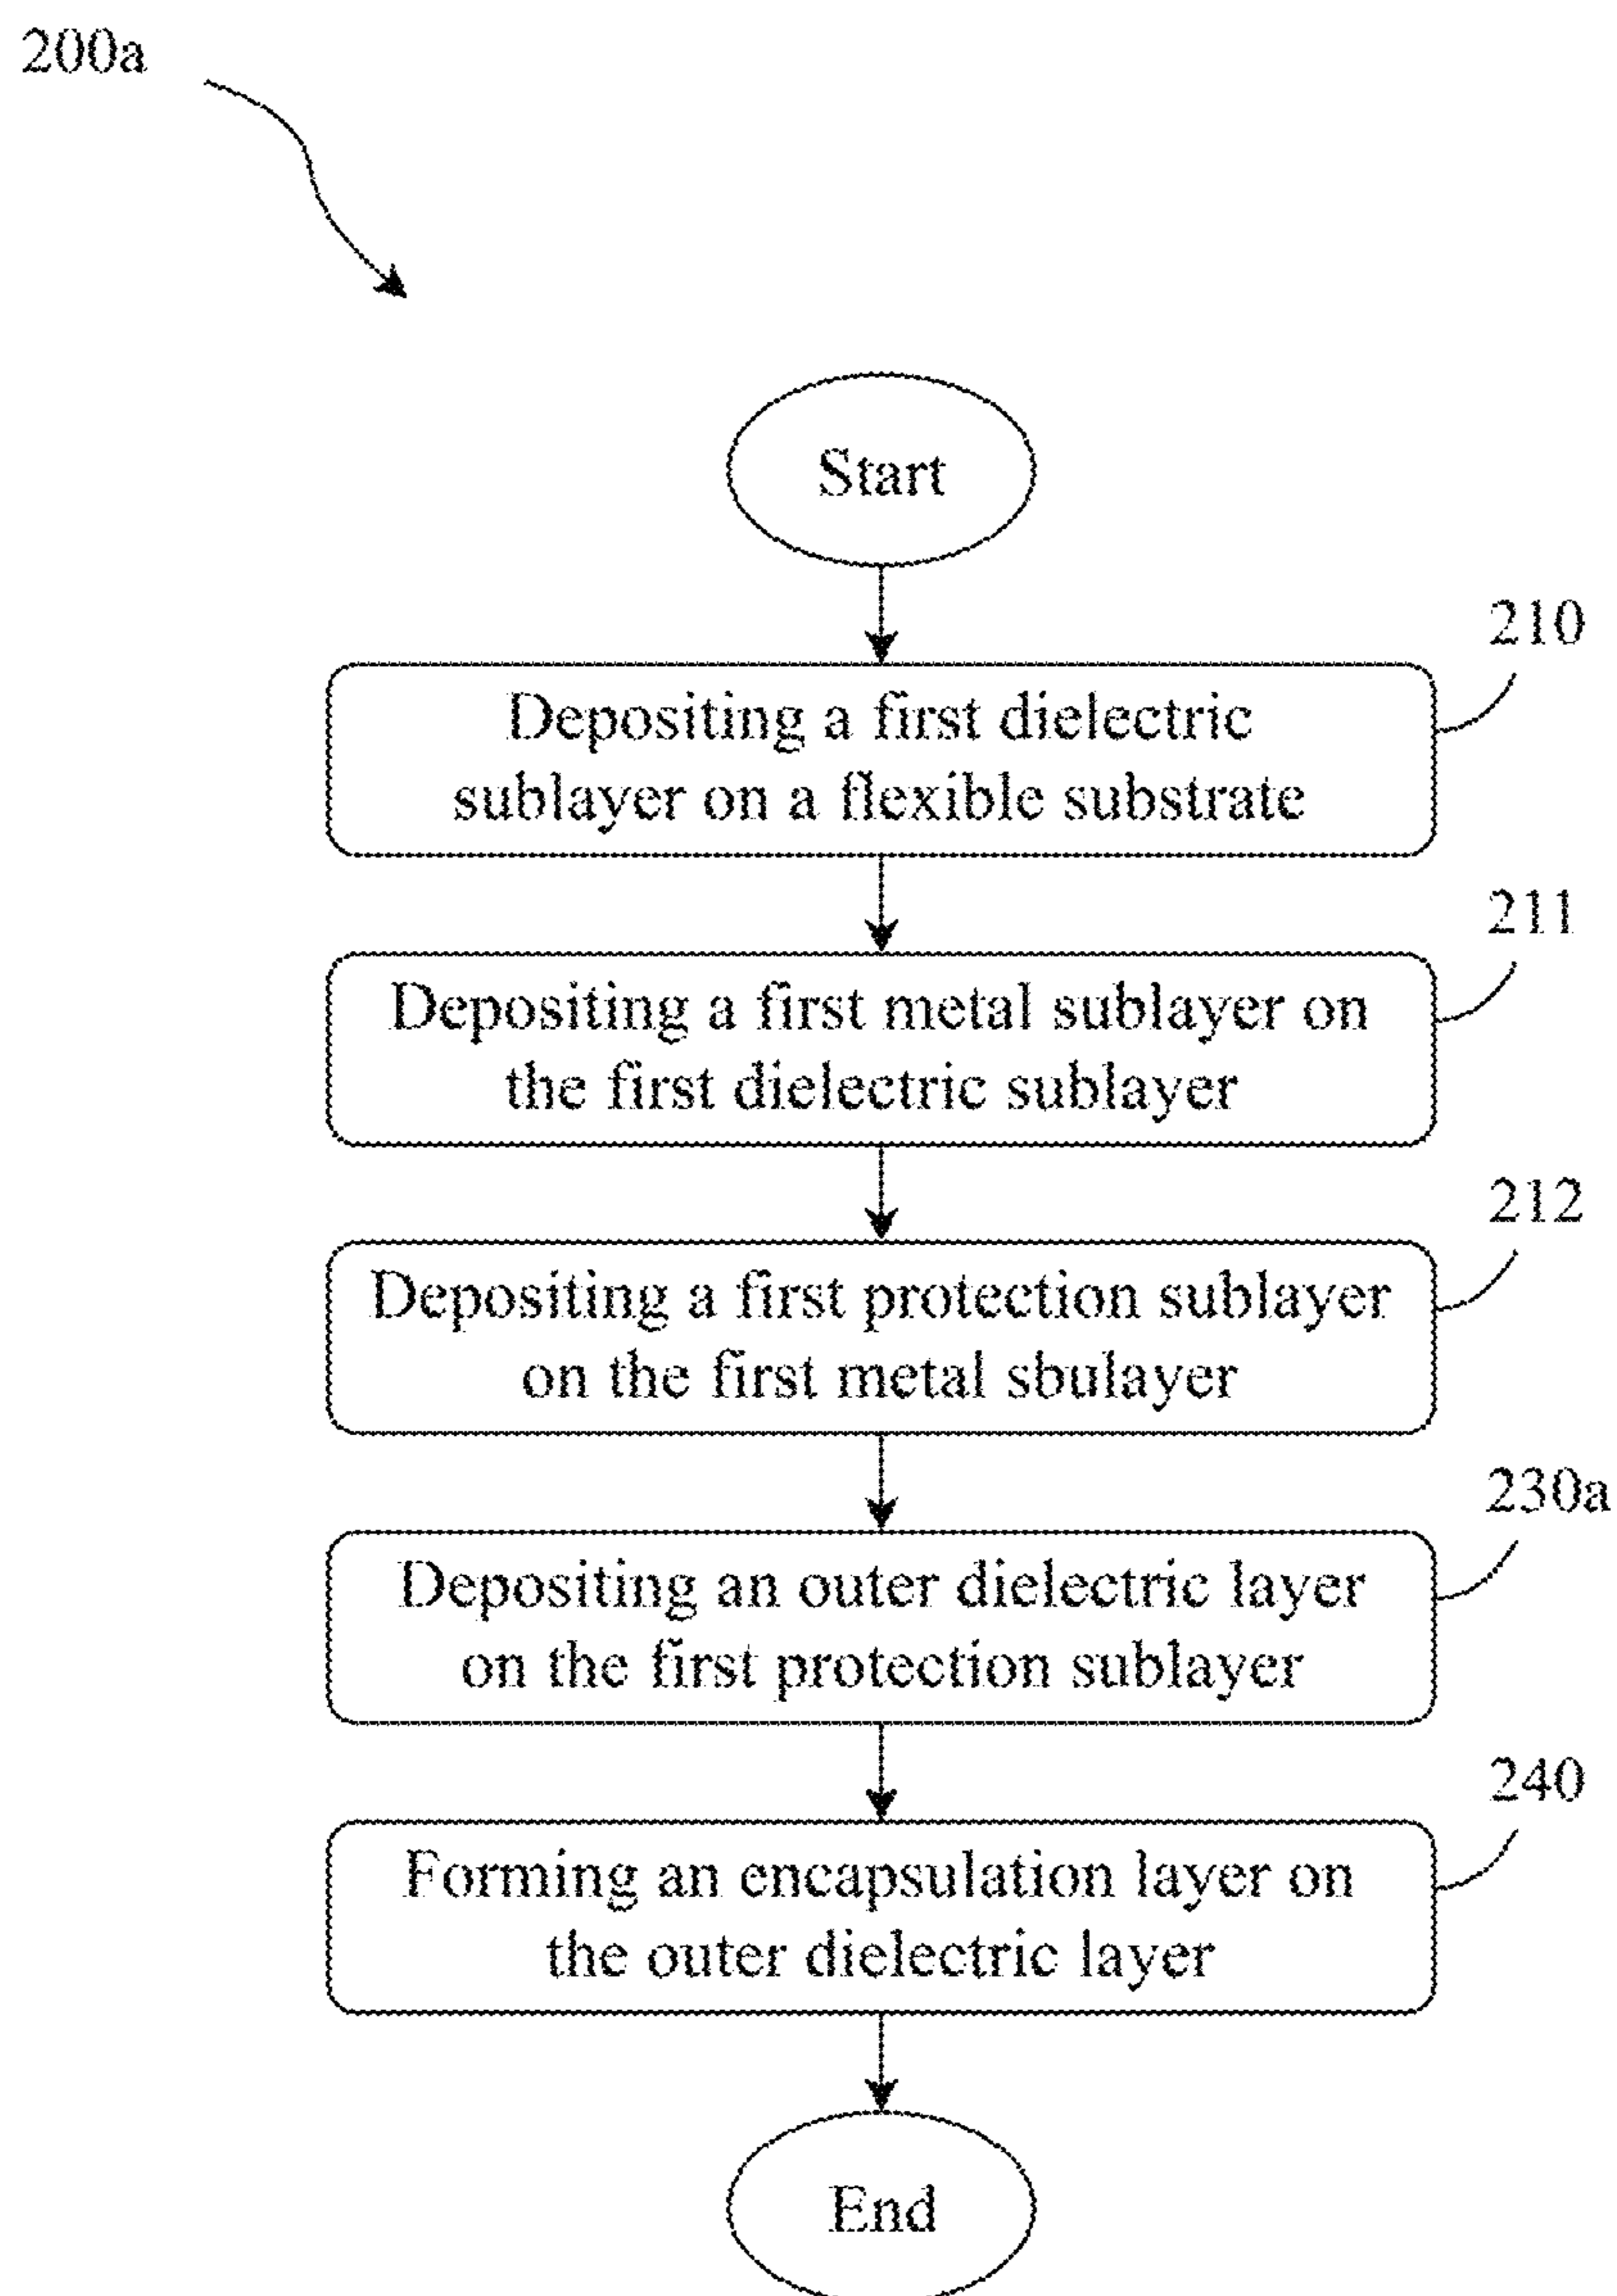 200a
Start
210
Depositing a first dielectric
sublayer on a flexible substrate
211
Depositing a first metal sublayer on
the first dielectric sublayer
212
Depositing a first protection sublayer
on the first metal sbulayer
230a
Depositing an outer dielectric layer
on the first protection sublayer
240
Forming an encapsulation layer on
the outer dielectric layer
End